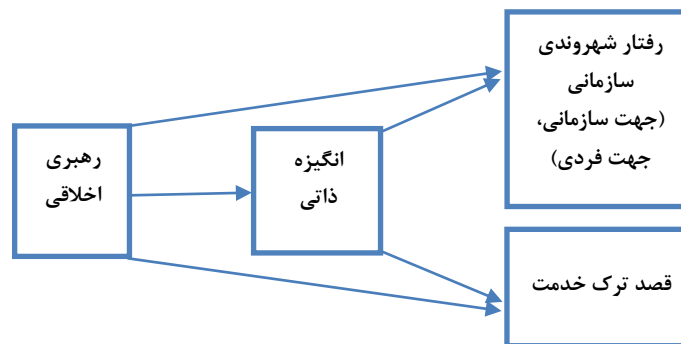 رفتار شهروندی
سازمانی
(جهت سازمانی،
جهت فردی)
انگیزه
ذاتی
رهبری
اخلاقی
قصد ترک خدمت